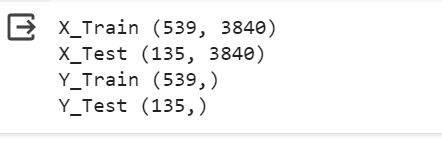 X_Train (539, 3840)
X_Test (135, 3840)
Y_Train (539,)
Y_Test (135,)